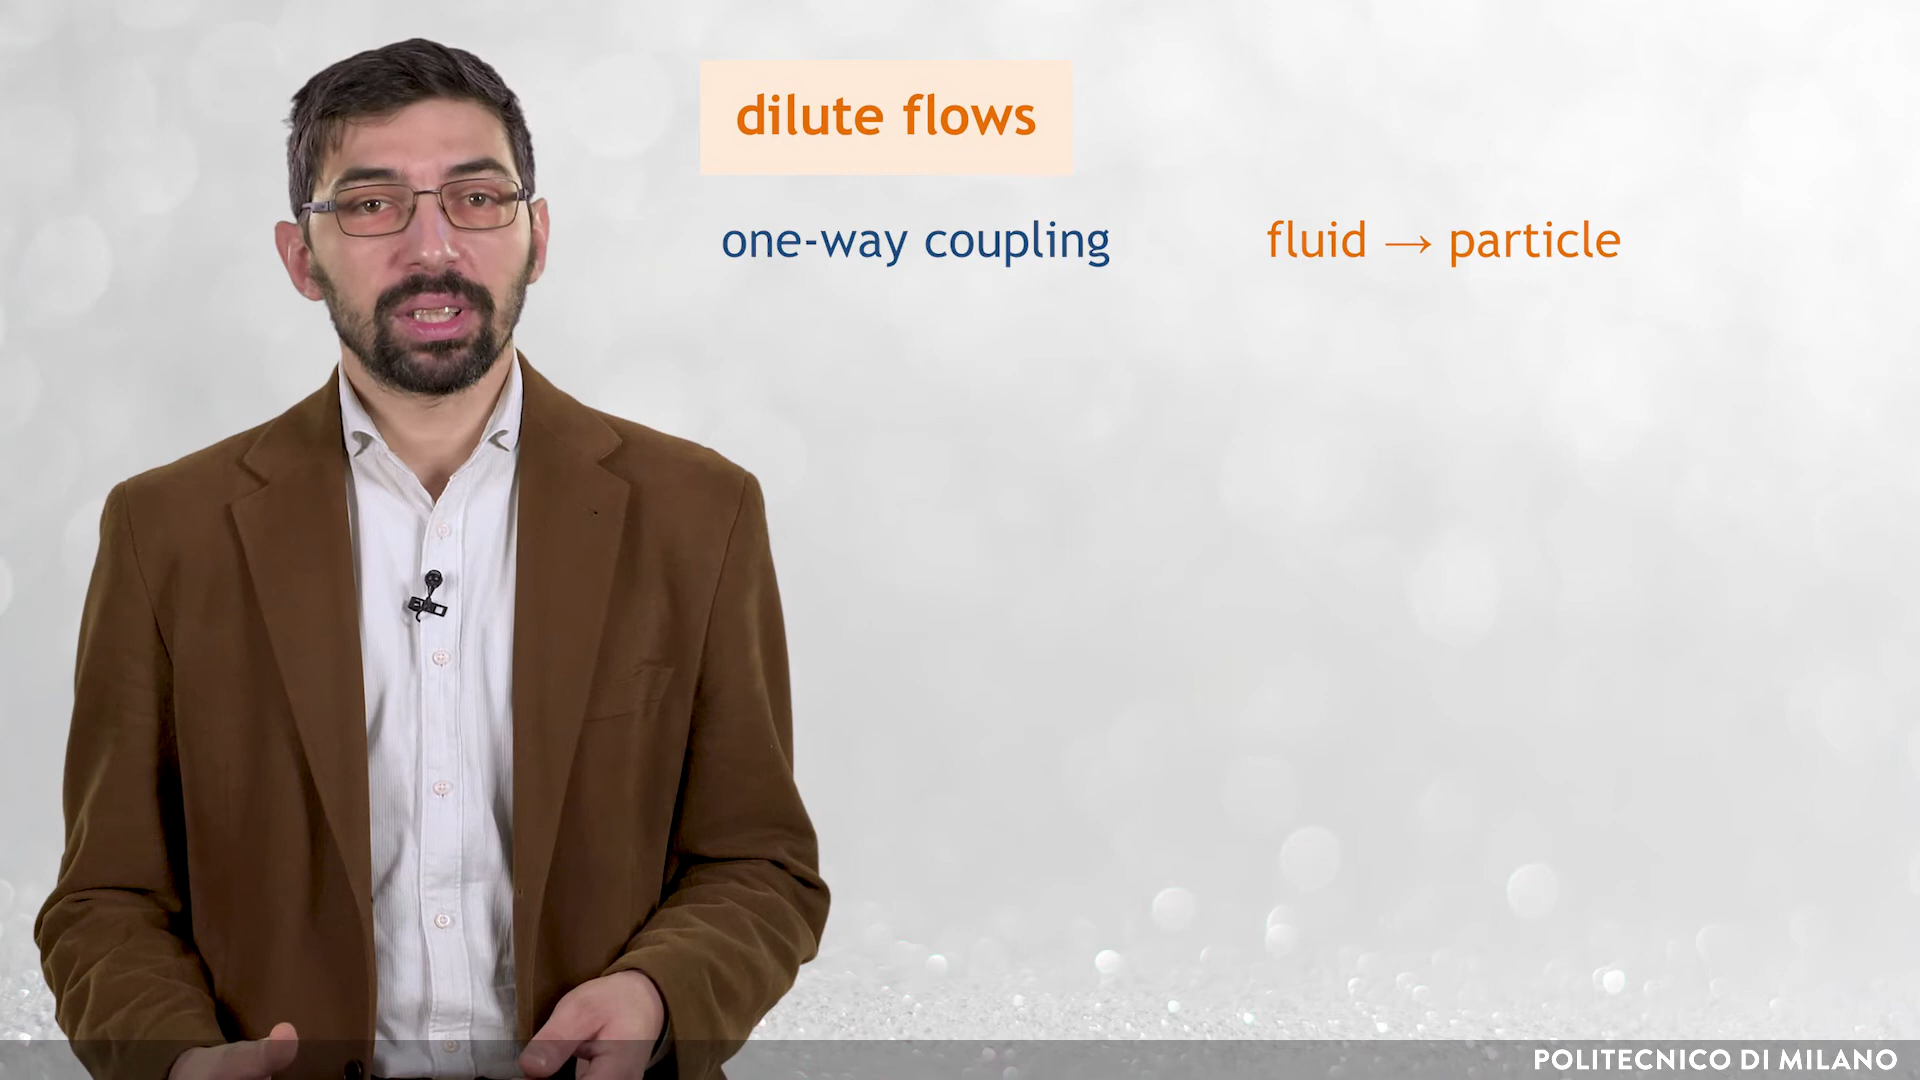 dilute flows
one-way coupling fluid → particle
POLITECNICO DI MILANO